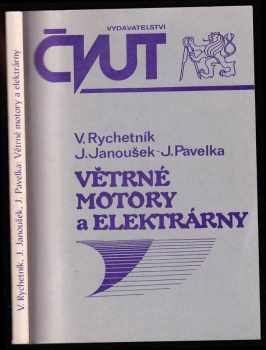 V. Rychetník, J. Janoušek, J. Pavelka: Větrné motory a elektrárny
VYDAVATELSTVÍ
ČVUT
V. Rychetník
J. Janoušek-J. Pavelka
VĚTRNÉ
MOTORY
a ELEKTRÁRNY